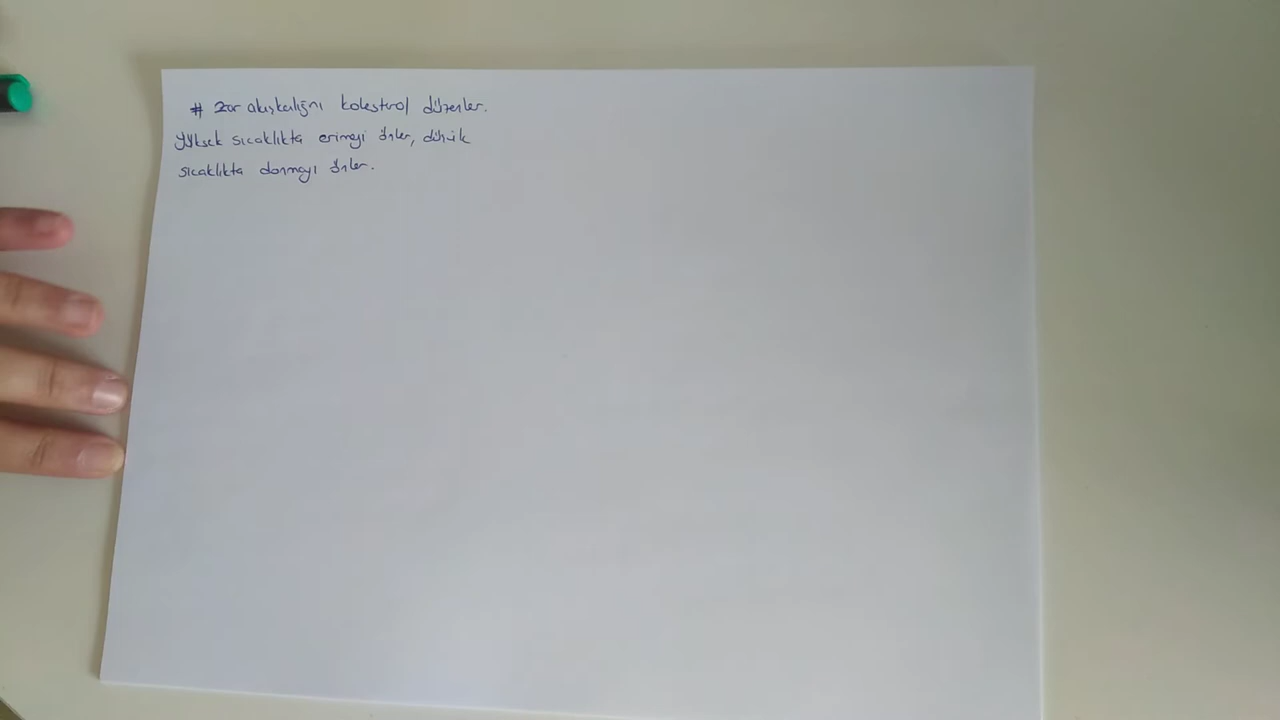 # Zar akışkanlığını kolestrol düzenler.
Yüksek sıcaklıkta erimeyi önler, düşük
sıcaklıkta donmayı önler.